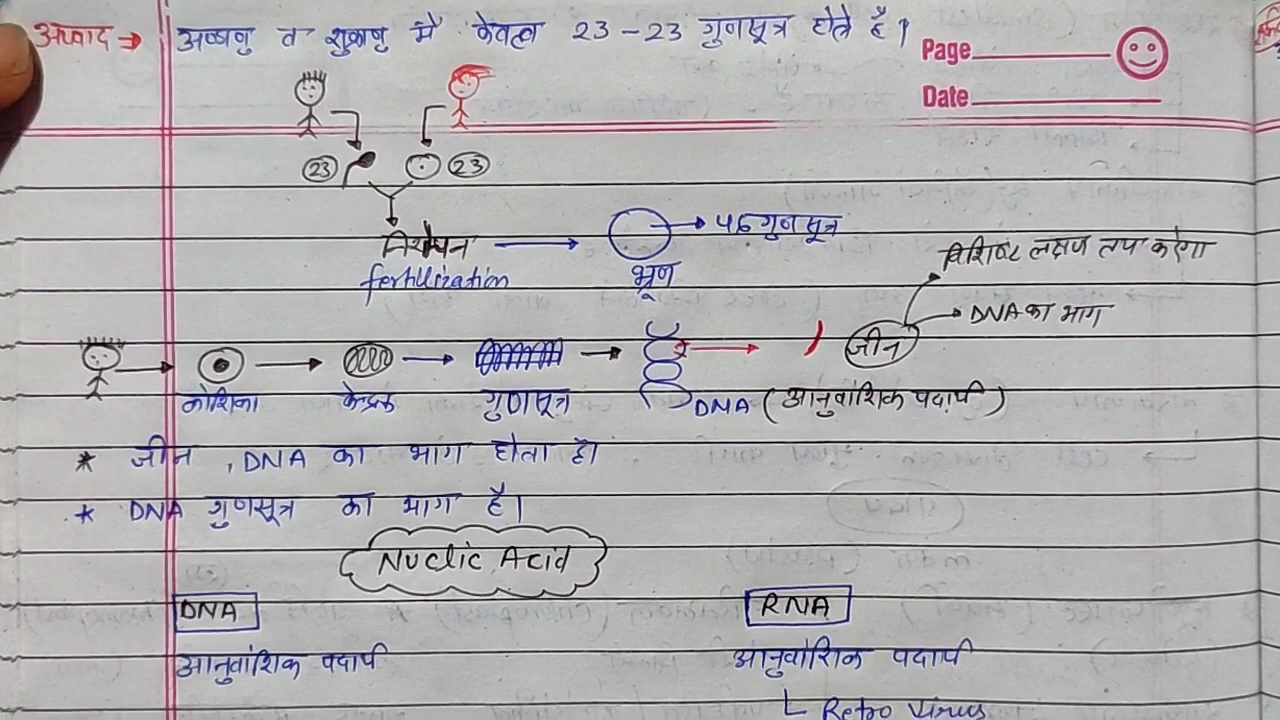 अपवाद → अण्डाणु व शुक्राणु में केवल 23-23 गुणसूत्र होते है।
Page
Date
23 23
निषेचन → 46 गुणसूत्र
fertilization भ्रूण
विशिष्ट लक्षण तय करेगा
DNA का भाग
जीन
कोशिका केन्द्रक गुणसूत्र DNA (आनुवांशिक पदार्थ)
* जीन , DNA का भाग होता है।
* DNA गुणसूत्र का भाग है।
Nuclic Acid
DNA RNA
आनुवांशिक पदार्थ आनुवांशिक पदार्थ
Retro Virus